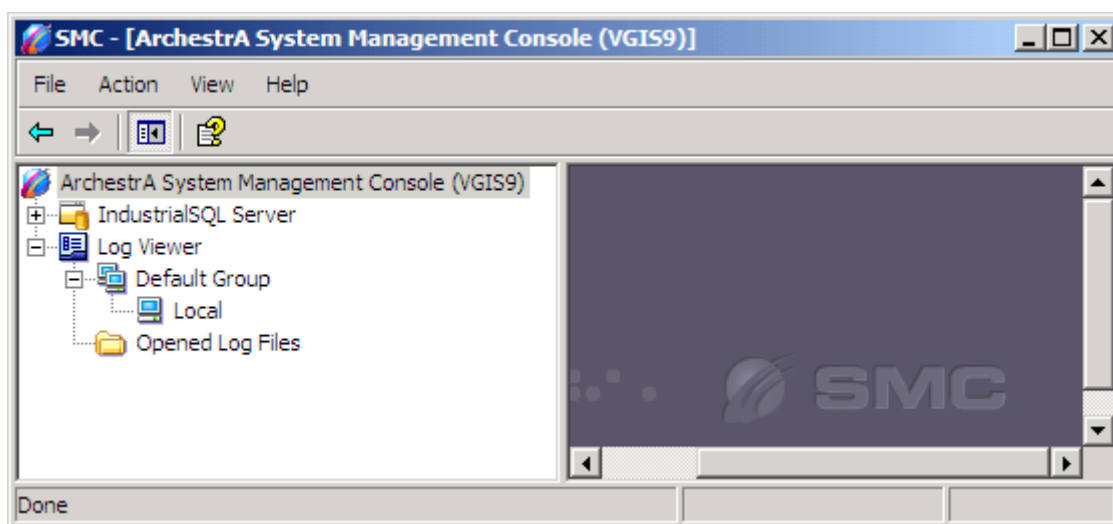 SMC - [ArchestrA System Management Console (VGIS9)]
File Action View Help
ArchestrA System Management Console (VGIS9)
IndustrialSQL Server
Log Viewer
Default Group
Local
Opened Log Files
SMC
Done